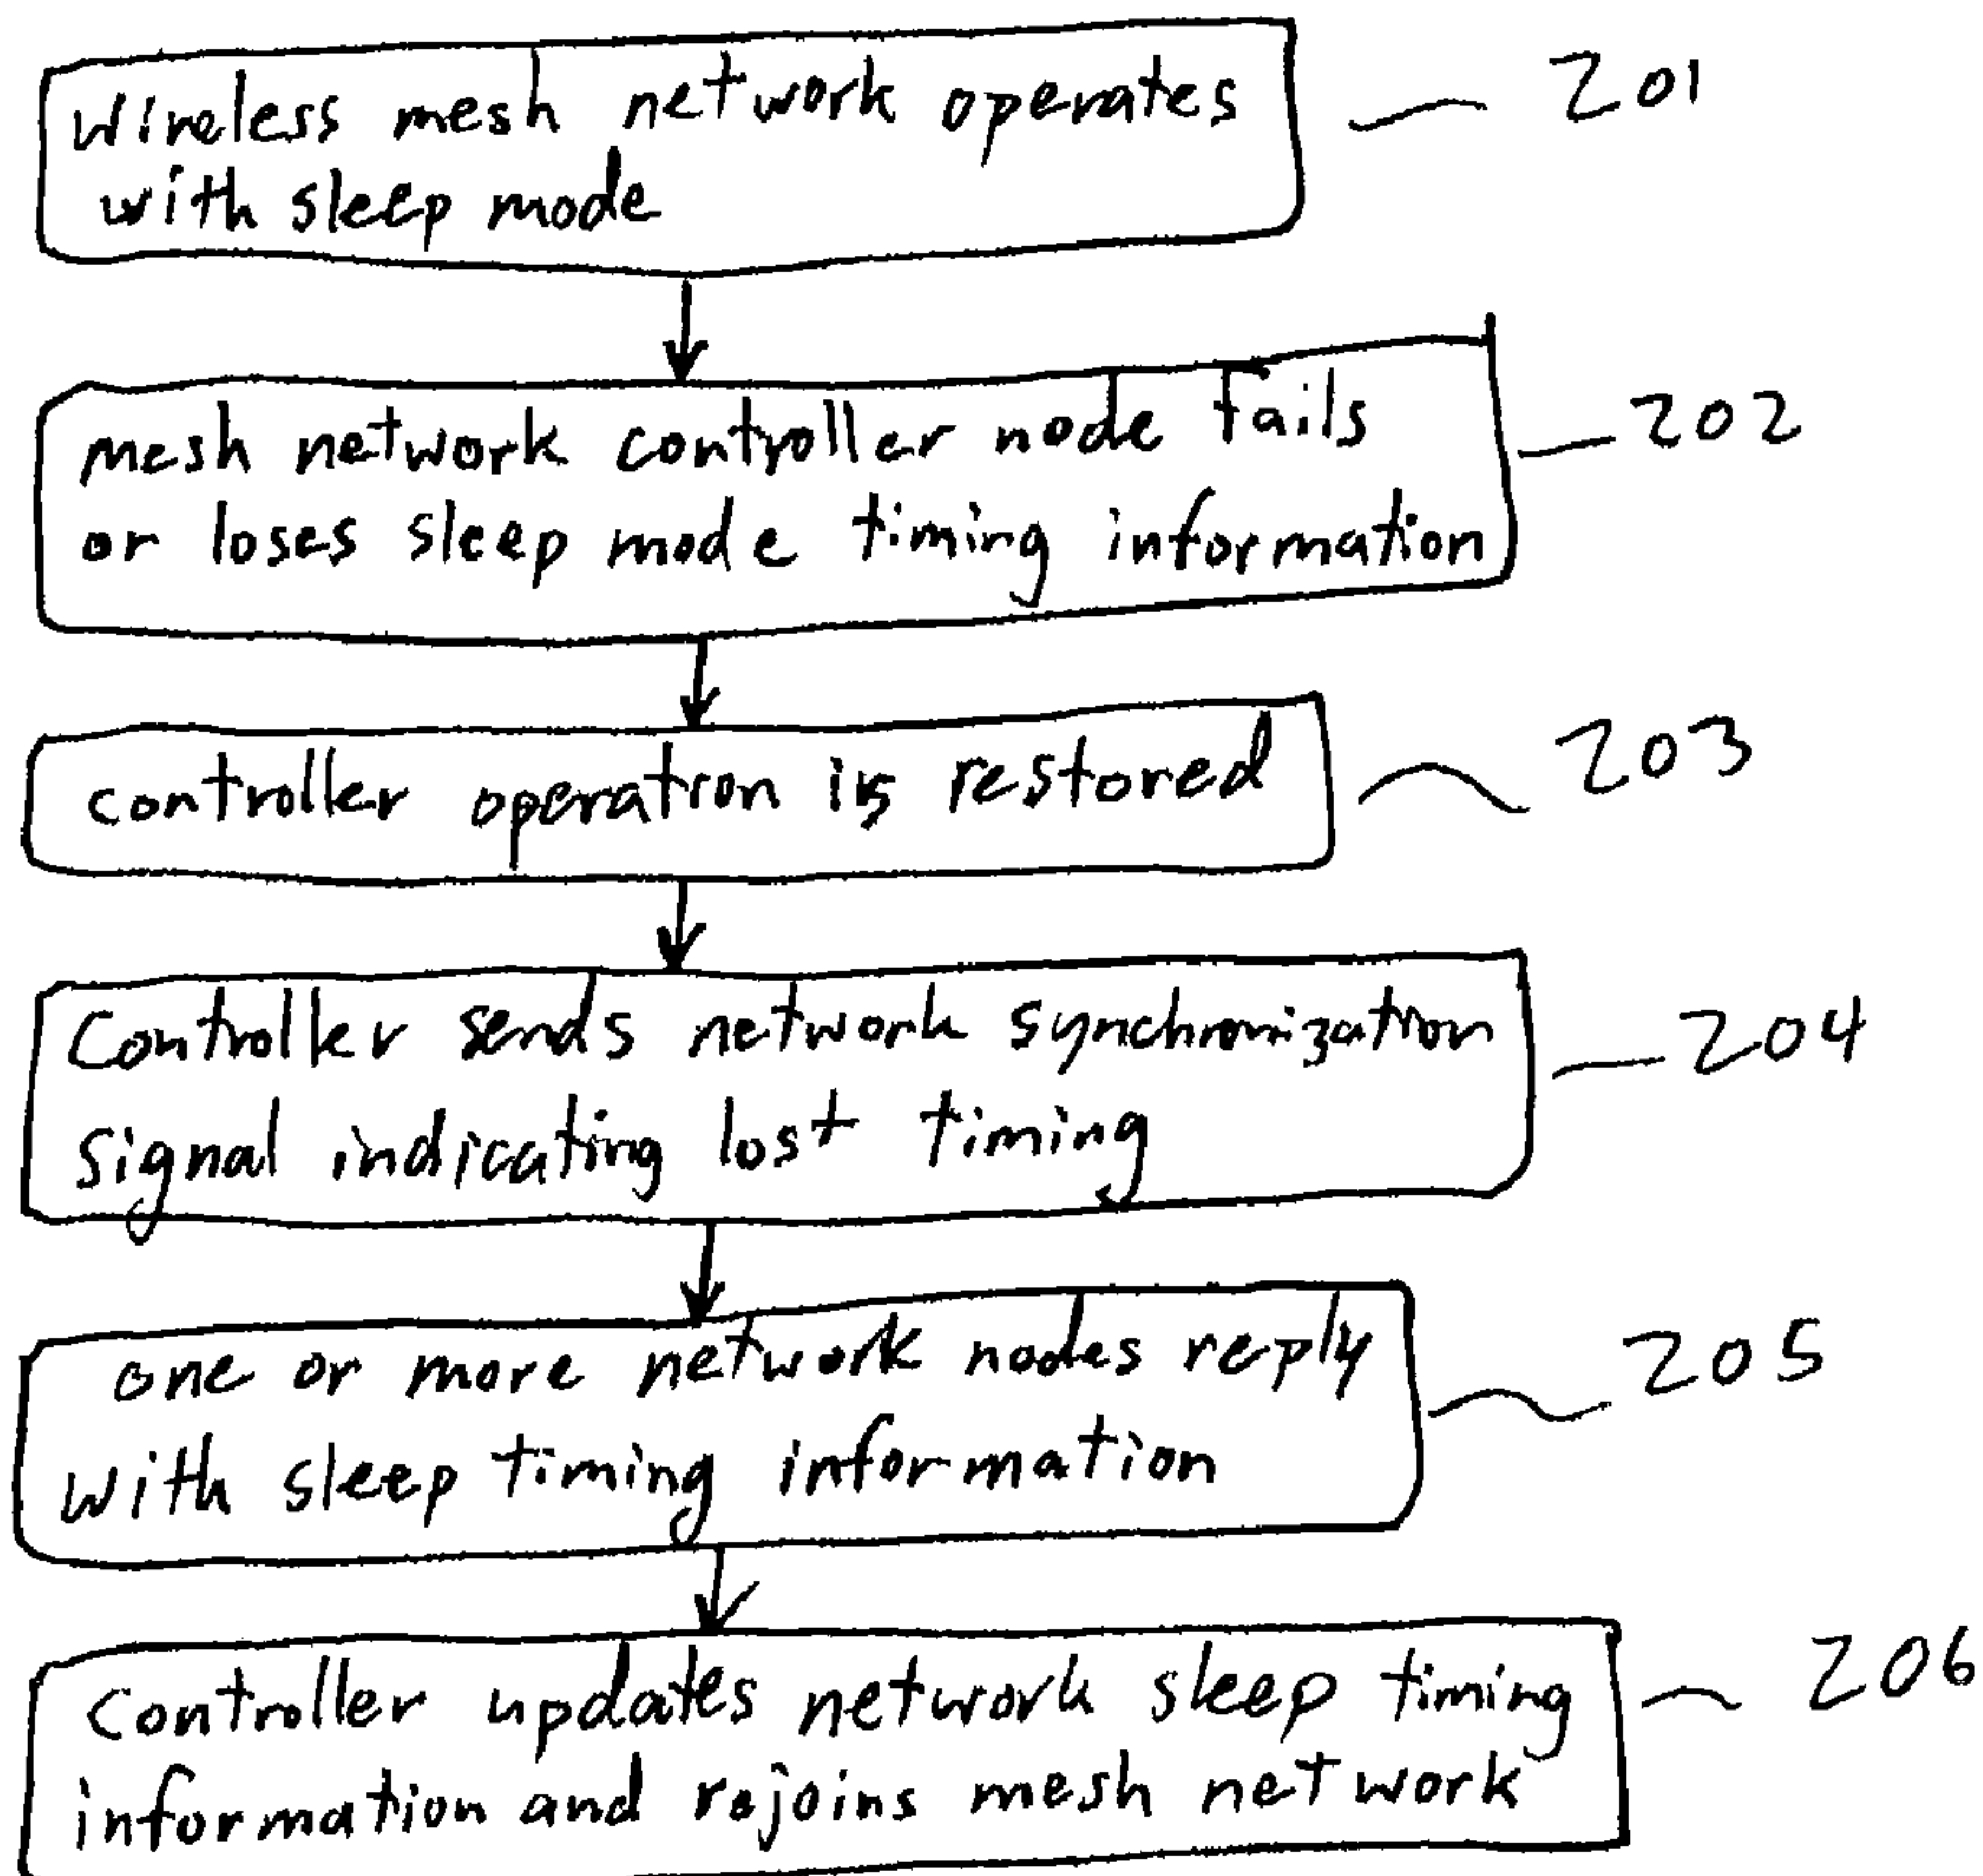 Wireless mesh network operates 201
with sleep mode
mesh network controller node fails 202
or loses sleep mode timing information
controller operation is restored 203
Controller sends network synchronization 204
signal indicating lost timing
one or more network nodes reply 205
with sleep timing information
controller updates network sleep timing 206
information and rejoins mesh network